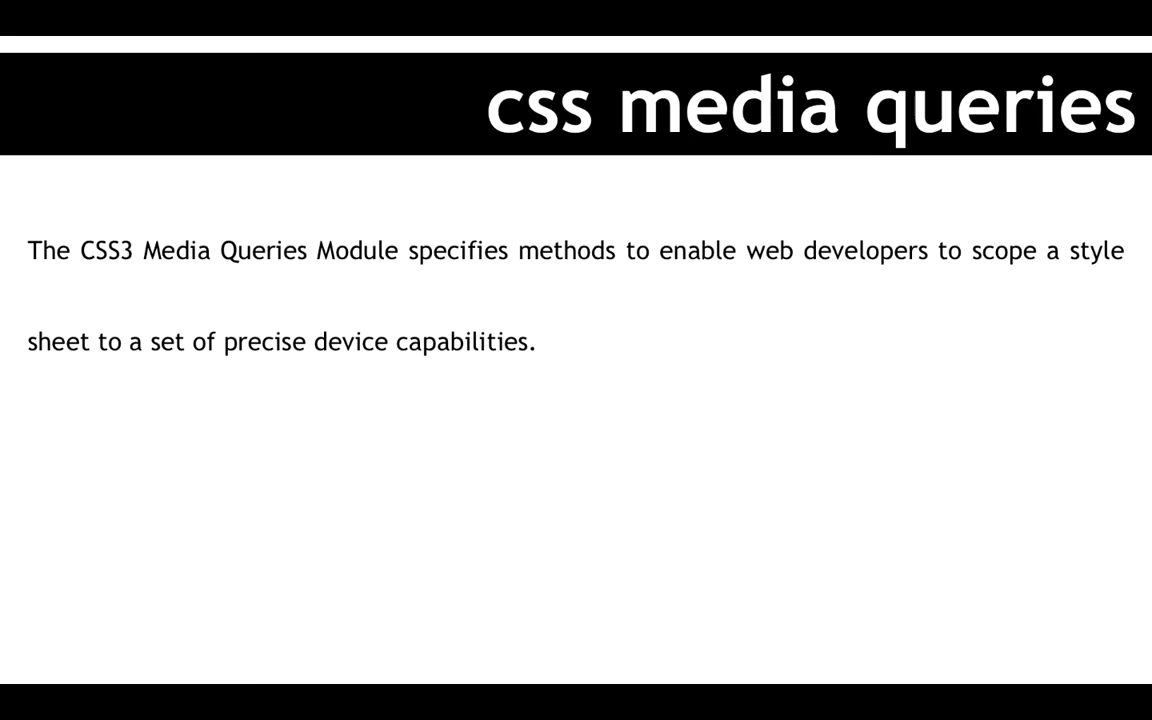 css media queries
The CSS3 Media Queries Module specifies methods to enable web developers to scope a style
sheet to a set of precise device capabilities.